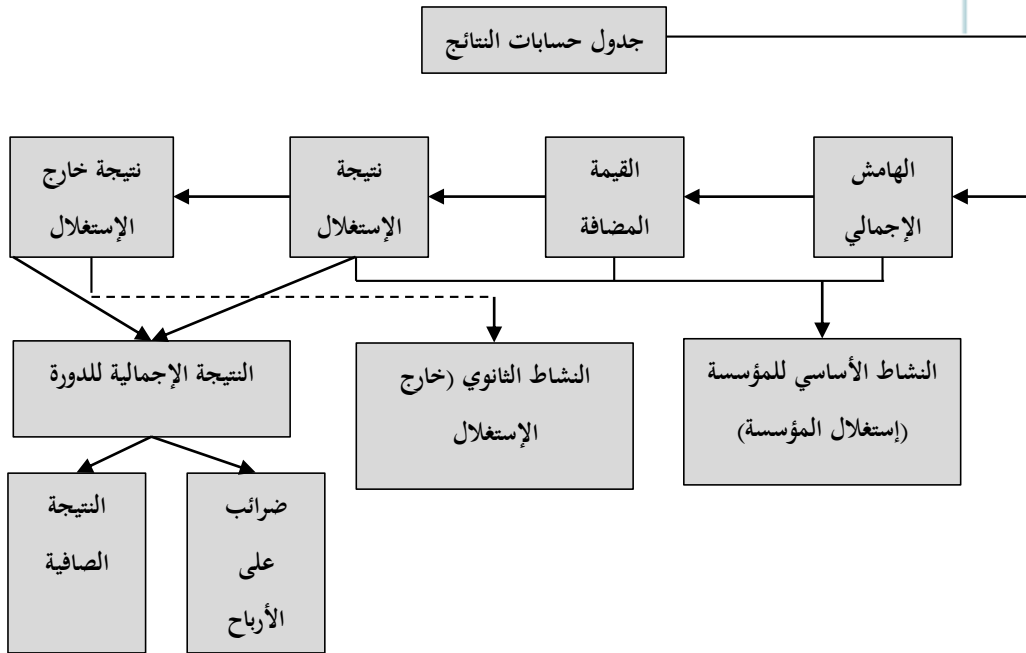 جدول حسابات النتائج
الهامش
الإجمالي
القيمة
المضافة
نتيجة
الإستغلال
نتيجة خارج
الإستغلال
النشاط الأساسي للمؤسسة
(إستغلال المؤسسة)
النشاط الثانوي (خارج
الإستغلال
النتيجة الإجمالية للدورة
ضرائب
على
الأرباح
النتيجة
الصافية